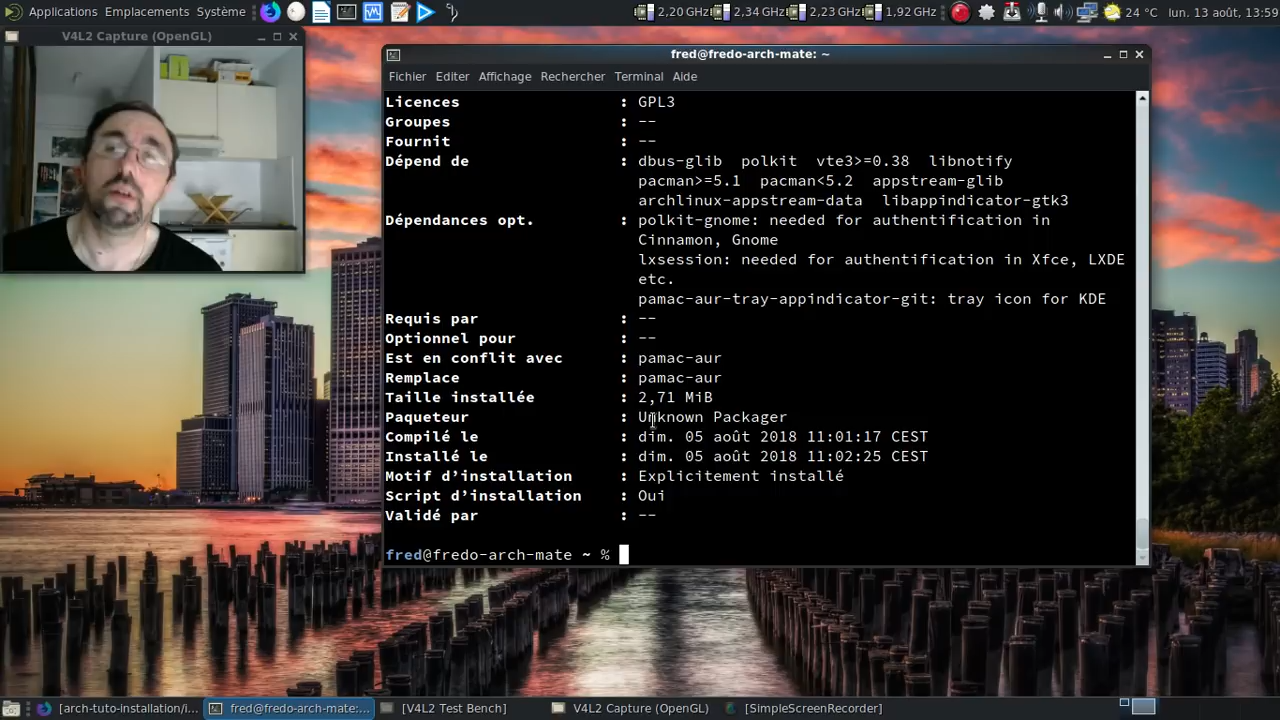 Applications Emplacements Système 2,20 GHz 2,34 GHz 2,23 GHz 1,92 GHz 24 °C lun. 13 août, 13:59
V4L2 Capture (OpenGL)
fred@fredo-arch-mate: ~
Fichier Editer Affichage Rechercher Terminal Aide
Licences : GPL3
Groupes : --
Fournit : --
Dépend de : dbus-glib polkit vte3>=0.38 libnotify
pacman>=5.1 pacman<5.2 appstream-glib
archlinux-appstream-data libappindicator-gtk3
Dépendances opt. : polkit-gnome: needed for authentification in
Cinnamon, Gnome
lxsession: needed for authentification in Xfce, LXDE
etc.
pamac-aur-tray-appindicator-git: tray icon for KDE
Requis par : --
Optionnel pour : --
Est en conflit avec : pamac-aur
Remplace : pamac-aur
Taille installée : 2,71 MiB
Paqueteur : Unknown Packager
Compilé le : dim. 05 août 2018 11:01:17 CEST
Installé le : dim. 05 août 2018 11:02:25 CEST
Motif d’installation : Explicitement installé
Script d’installation : Oui
Validé par : --
fred@fredo-arch-mate ~ %
[arch-tuto-installation/i... fred@fredo-arch-mate:... [V4L2 Test Bench] V4L2 Capture (OpenGL) [SimpleScreenRecorder]